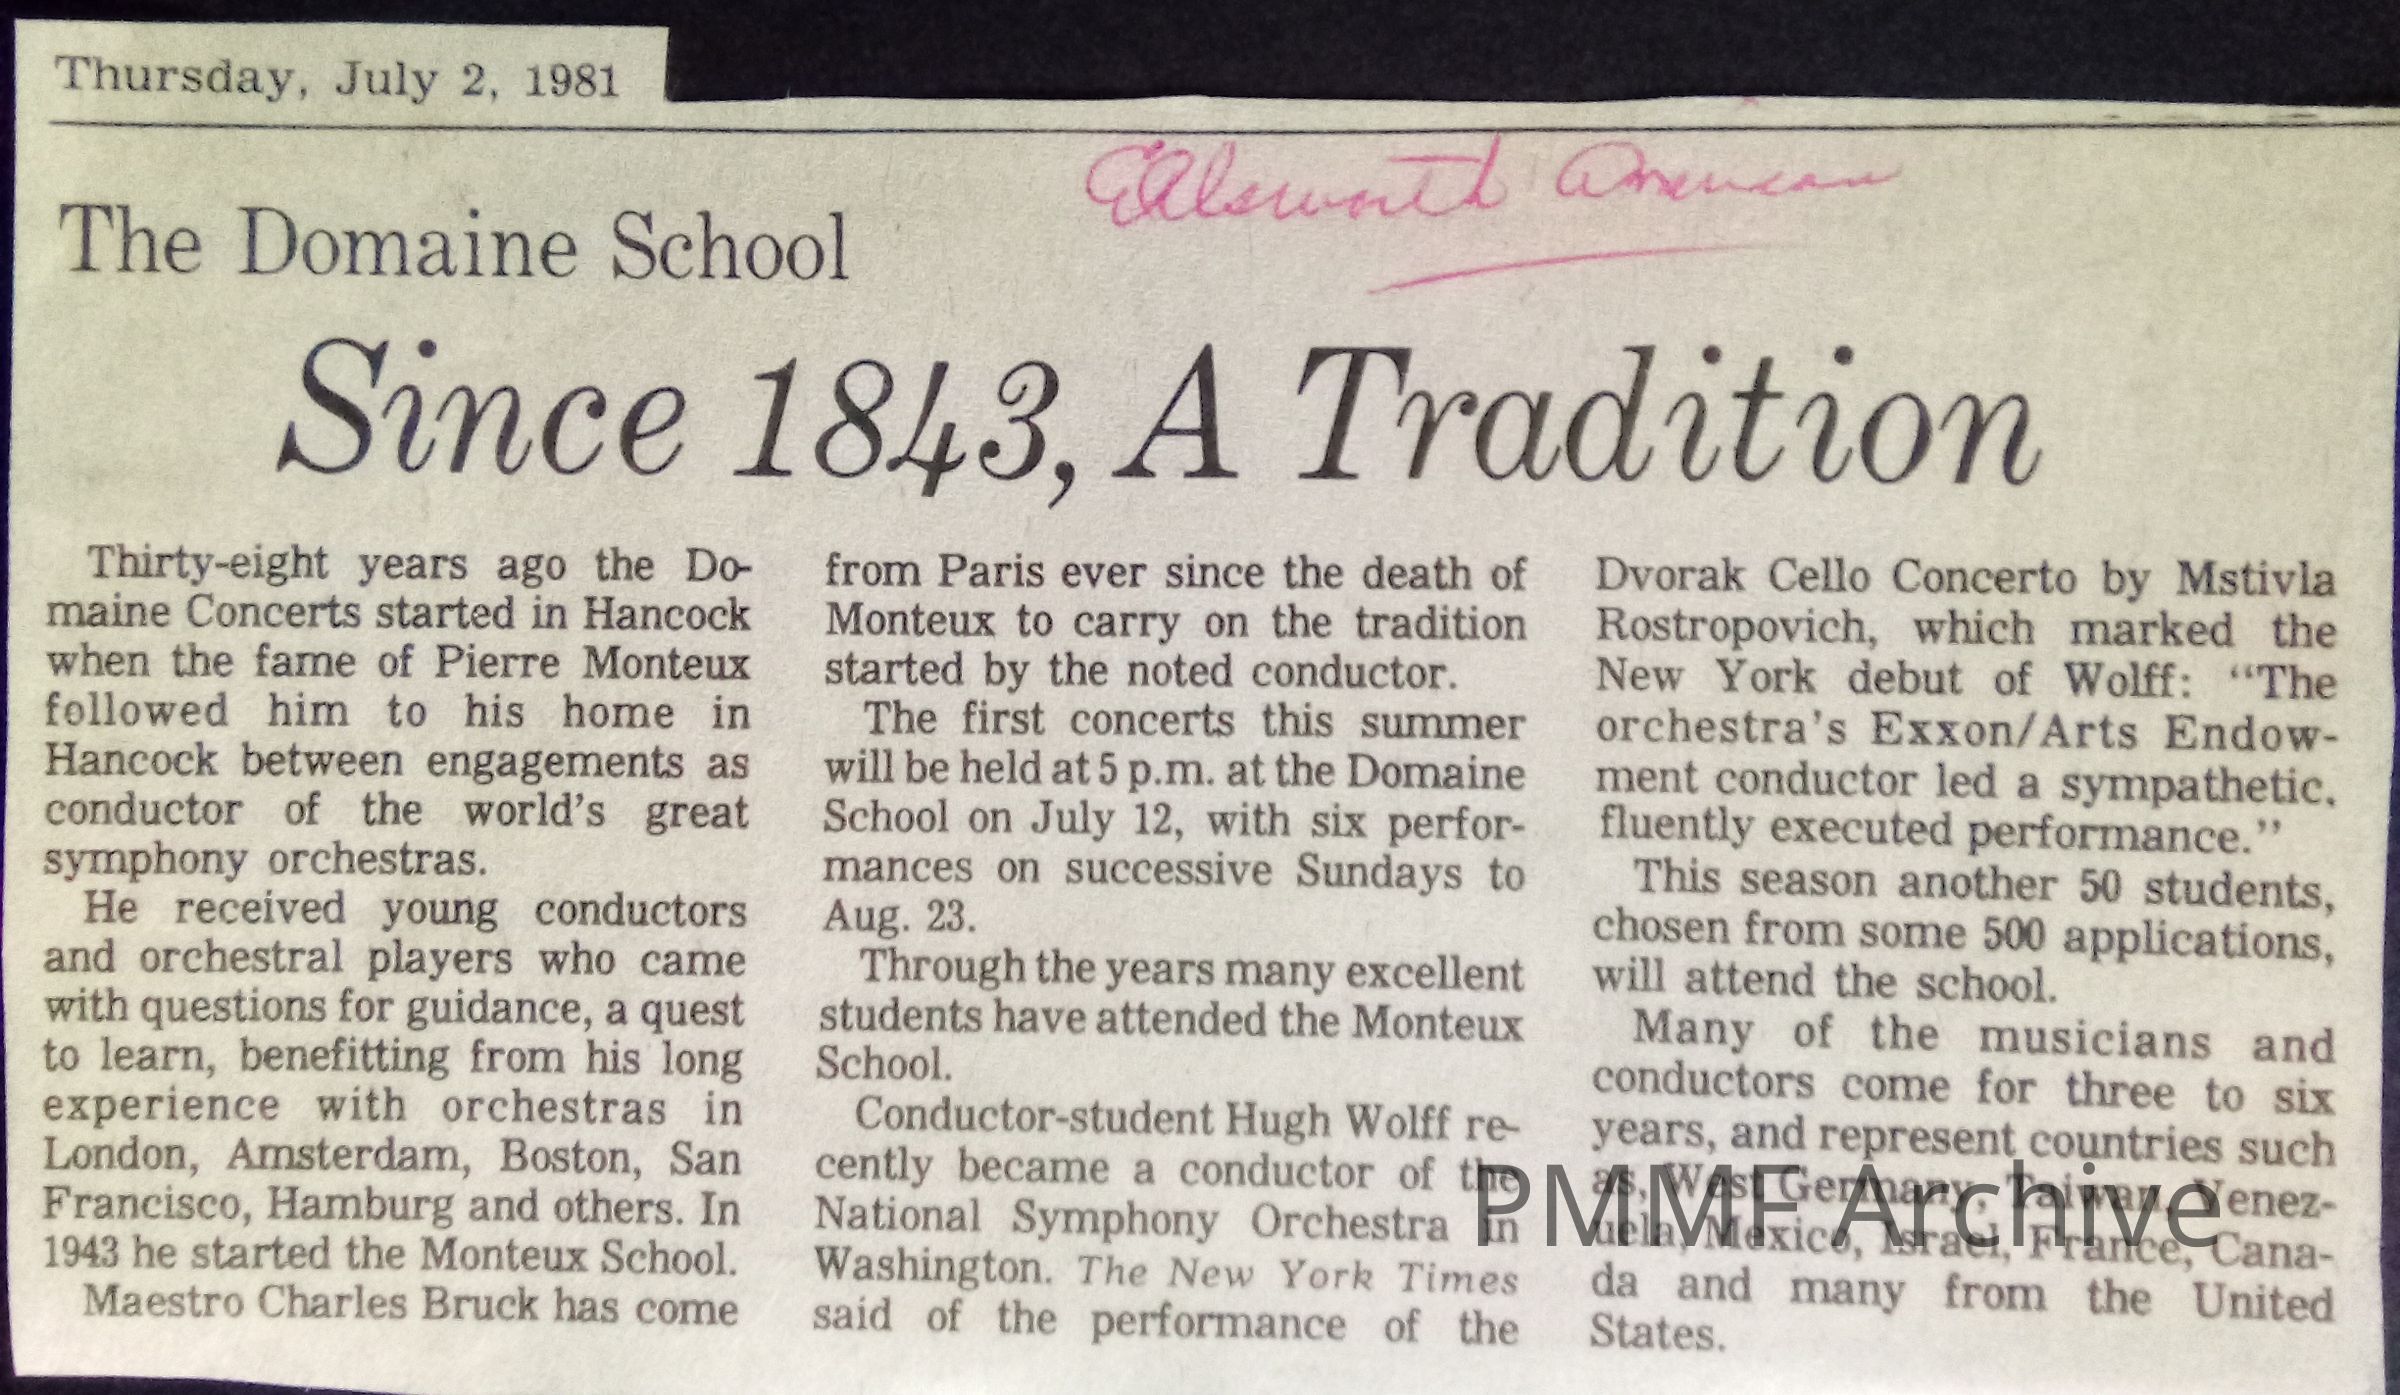 Thursday, July 2, 1981
Ellsworth American
The Domaine School
Since 1843, A Tradition
Thirty-eight years ago the Do-
maine Concerts started in Hancock
when the fame of Pierre Monteux
followed him to his home in
Hancock between engagements as
conductor of the world's great
symphony orchestras.
He received young conductors
and orchestral players who came
with questions for guidance, a quest
to learn, benefitting from his long
experience with orchestras in
London, Amsterdam, Boston, San
Francisco, Hamburg and others. In
1943 he started the Monteux School.
Maestro Charles Bruck has come
from Paris ever since the death of
Monteux to carry on the tradition
started by the noted conductor.
The first concerts this summer
will be held at 5 p.m. at the Domaine
School on July 12, with six perfor-
mances on successive Sundays to
Aug. 23.
Through the years many excellent
students have attended the Monteux
School.
Conductor-student Hugh Wolff re-
cently became a conductor of the
National Symphony Orchestra in
Washington. The New York Times
said of the performance of the
Dvorak Cello Concerto by Mstivla
Rostropovich, which marked the
New York debut of Wolff: "The
orchestra's Exxon/Arts Endow-
ment conductor led a sympathetic,
fluently executed performance."
This season another 50 students,
chosen from some 500 applications,
will attend the school.
Many of the musicians and
conductors come for three to six
years, and represent countries such
as, West Germany, Taiwan, Venez-
uela, Mexico, Israel, France, Cana-
da and many from the United
States.
PMMF Archive